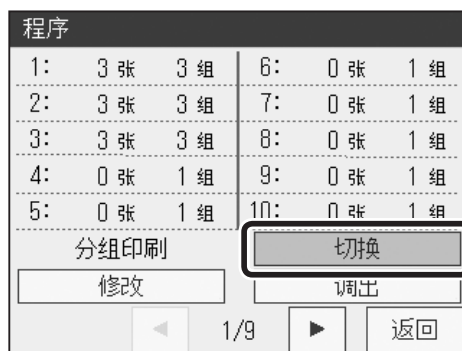 程序
1: 3 张 3 组 6: 0 张 1 组
2: 3 张 3 组 7: 0 张 1 组
3: 3 张 3 组 8: 0 张 1 组
4: 0 张 1 组 9: 0 张 1 组
5: 0 张 1 组 10: 0 张 1 组
分组印刷 切换
修改 调出
◀ 1/9 ▶ 返回